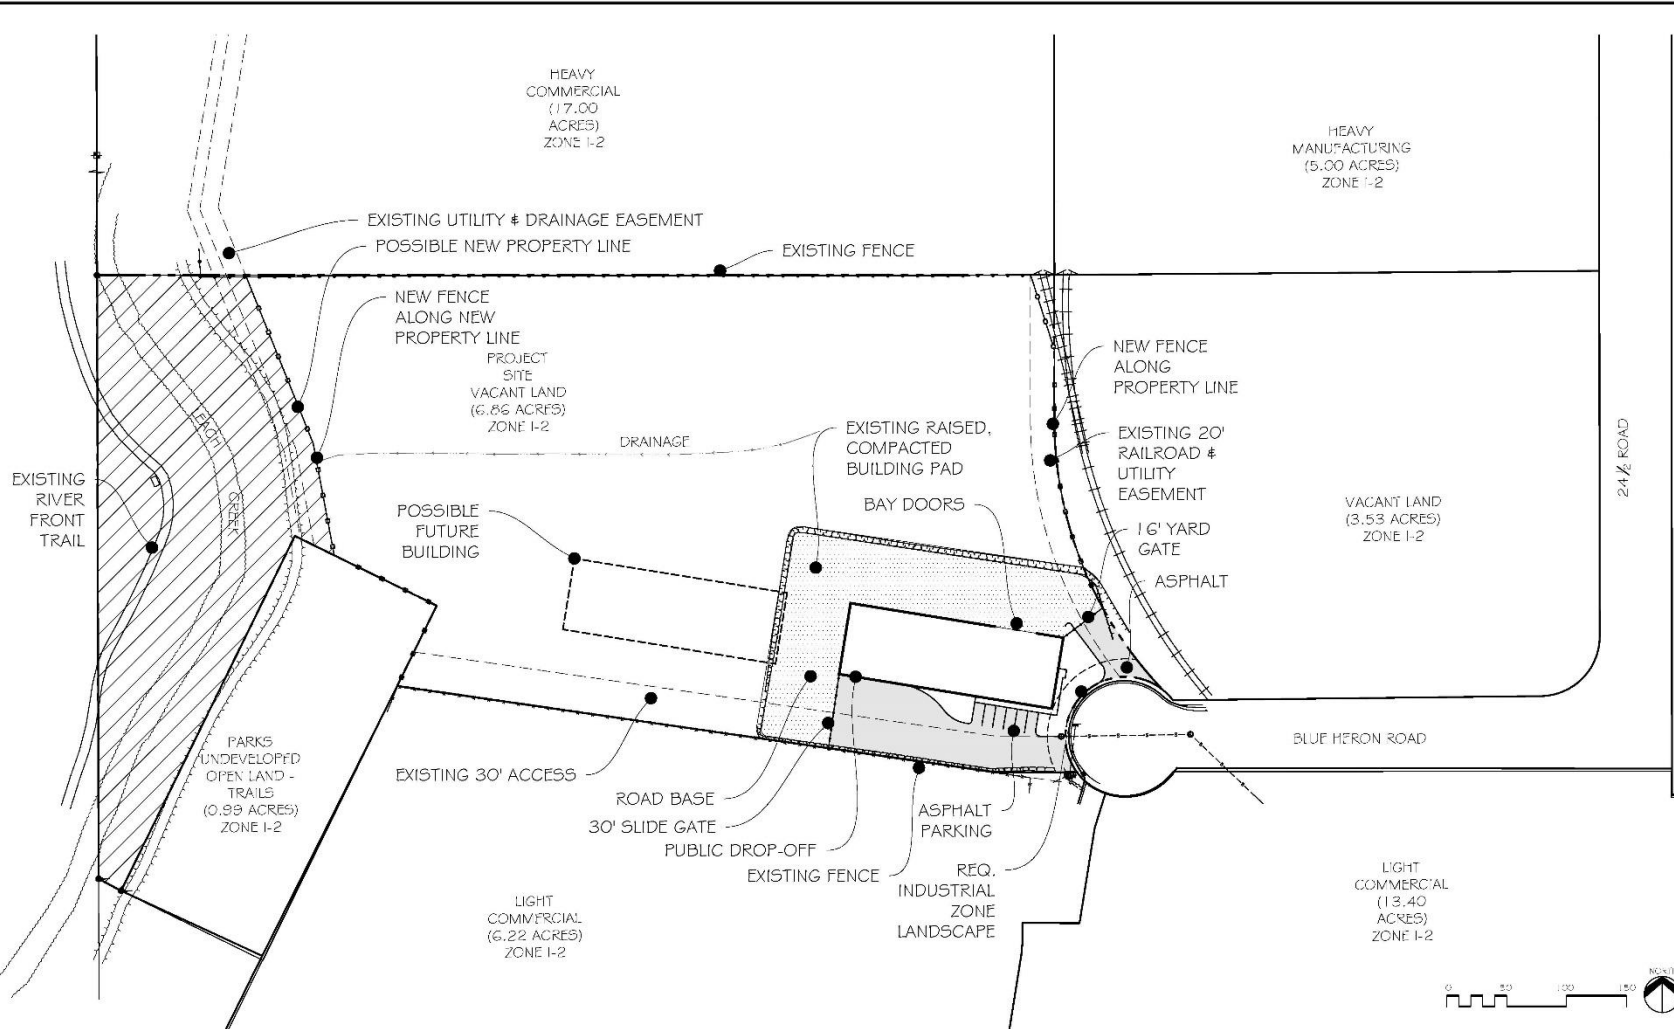 HEAVY
COMMERCIAL
(17.00
ACRES)
ZONE I-2
HEAVY
MANUFACTURING
(5.00 ACRES)
ZONE I-2
EXISTING UTILITY & DRAINAGE EASEMENT
POSSIBLE NEW PROPERTY LINE
EXISTING FENCE
NEW FENCE
ALONG NEW
PROPERTY LINE
PROJECT
SITE
VACANT LAND
(6.86 ACRES)
ZONE I-2
NEW FENCE
ALONG
PROPERTY LINE
LEACH
CREEK
DRAINAGE
EXISTING RAISED,
COMPACTED
BUILDING PAD
BAY DOORS
EXISTING 20'
RAILROAD &
UTILITY
EASEMENT
16' YARD
GATE
ASPHALT
VACANT LAND
(3.53 ACRES)
ZONE I-2
24 ½ ROAD
EXISTING
RIVER
FRONT
TRAIL
POSSIBLE
FUTURE
BUILDING
PARKS
UNDEVELOPED
OPEN LAND -
TRAILS
(0.99 ACRES)
ZONE I-2
EXISTING 30' ACCESS
ROAD BASE
30' SLIDE GATE
PUBLIC DROP-OFF
EXISTING FENCE
ASPHALT
PARKING
REQ.
INDUSTRIAL
ZONE
LANDSCAPE
BLUE HERON ROAD
LIGHT
COMMERCIAL
(6.22 ACRES)
ZONE I-2
LIGHT
COMMERCIAL
(13.40
ACRES)
ZONE I-2
0 50 100 150
NORTH